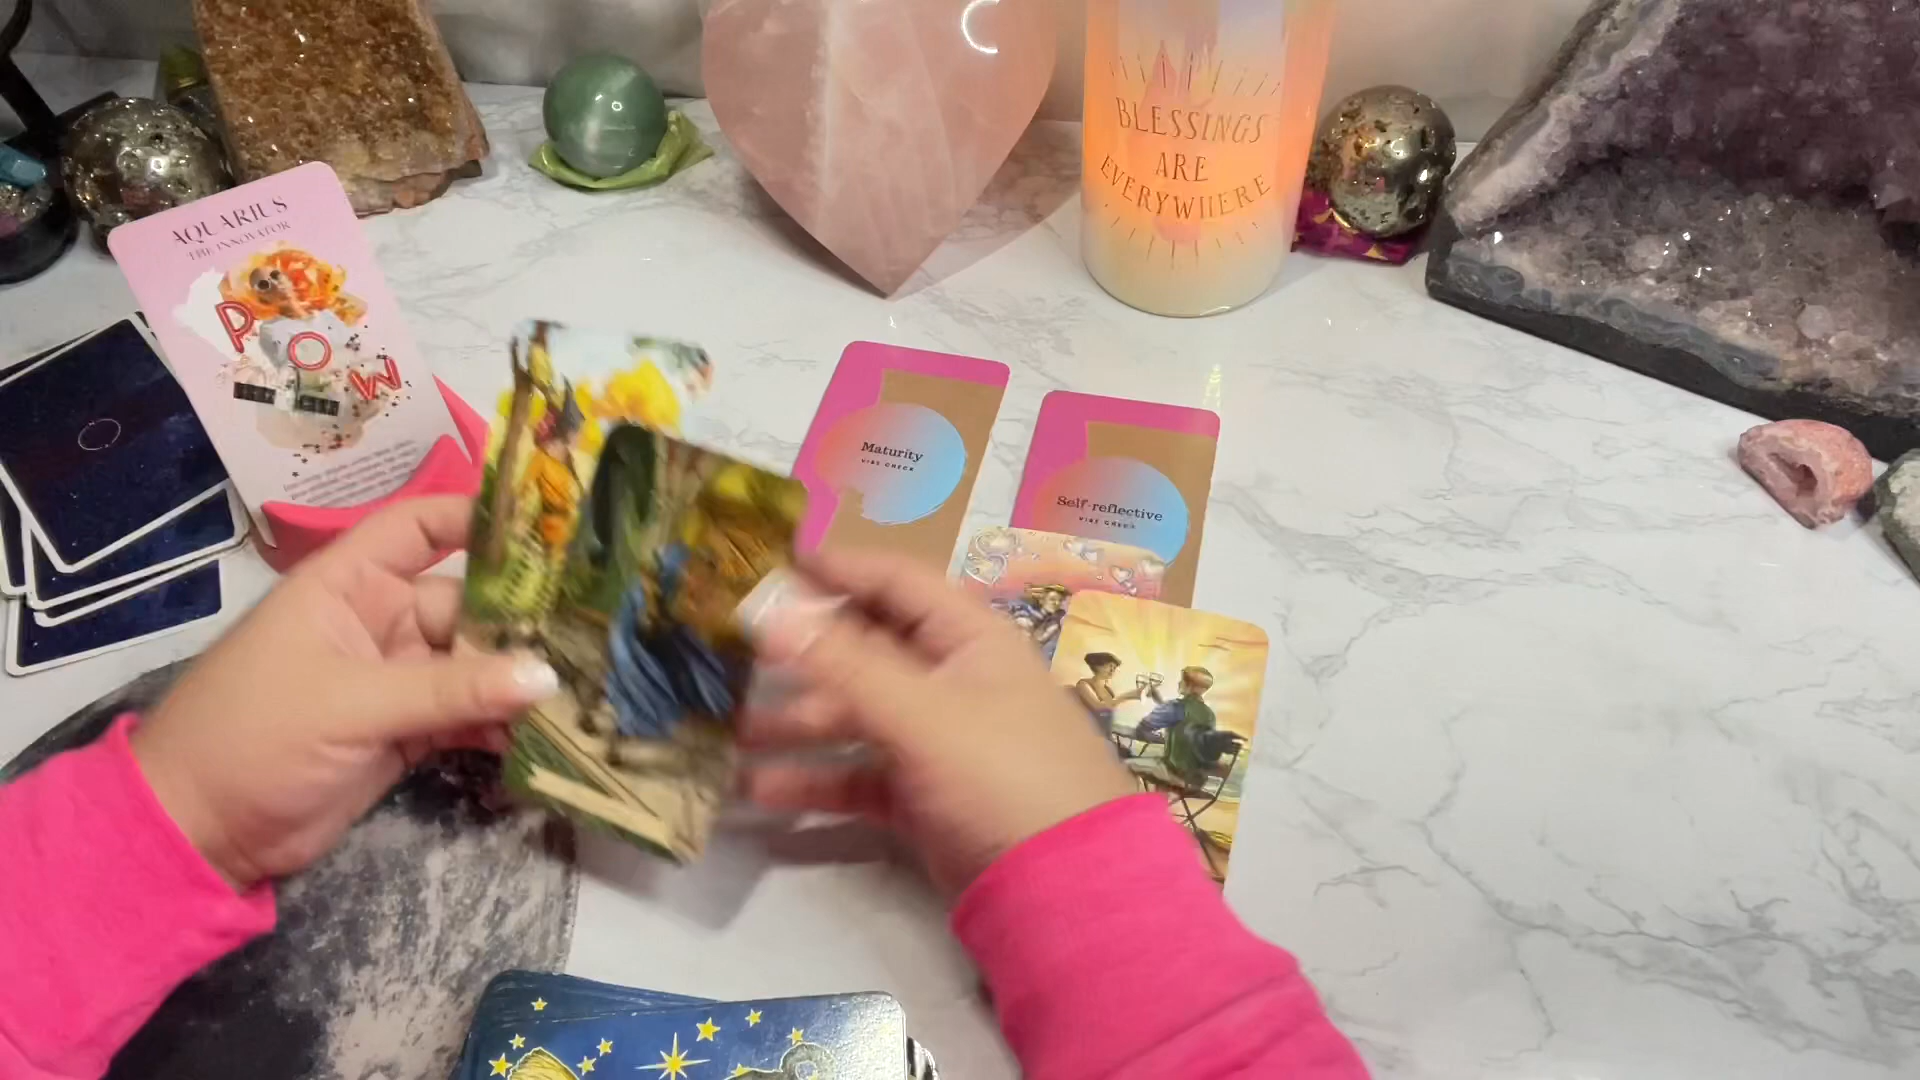 BLESSINGS
ARE
EVERYWHERE
AQUARIUS
THE INNOVATOR
POW
Maturity
VIBE CHECK
Self-reflective
VIBE CHECK